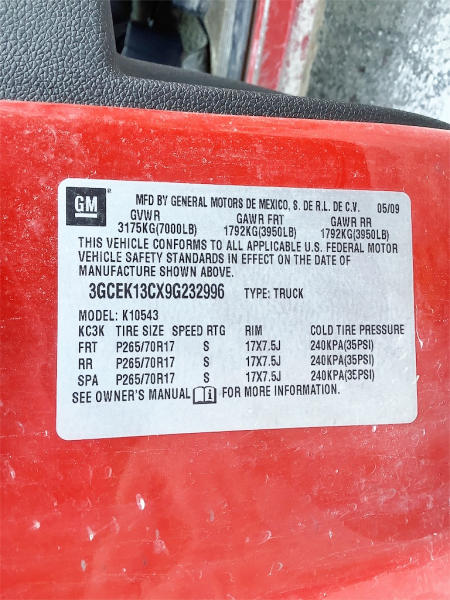 GM
MFD BY GENERAL MOTORS DE MEXICO, S. DE R.L. DE C.V. 05/09
GVWR GAWR FRT GAWR RR
3175KG(7000LB) 1792KG(3950LB) 1792KG(3950LB)
THIS VEHICLE CONFORMS TO ALL APPLICABLE U.S. FEDERAL MOTOR
VEHICLE SAFETY STANDARDS IN EFFECT ON THE DATE OF
MANUFACTURE SHOWN ABOVE.
3GCEK13CX9G232996 TYPE: TRUCK
MODEL: K10543
KC3K TIRE SIZE SPEED RTG RIM COLD TIRE PRESSURE
FRT P265/70R17 S 17X7.5J 240KPA(35PSI)
RR P265/70R17 S 17X7.5J 240KPA(35PSI)
SPA P265/70R17 S 17X7.5J 240KPA(35PSI)
SEE OWNER'S MANUAL FOR MORE INFORMATION.